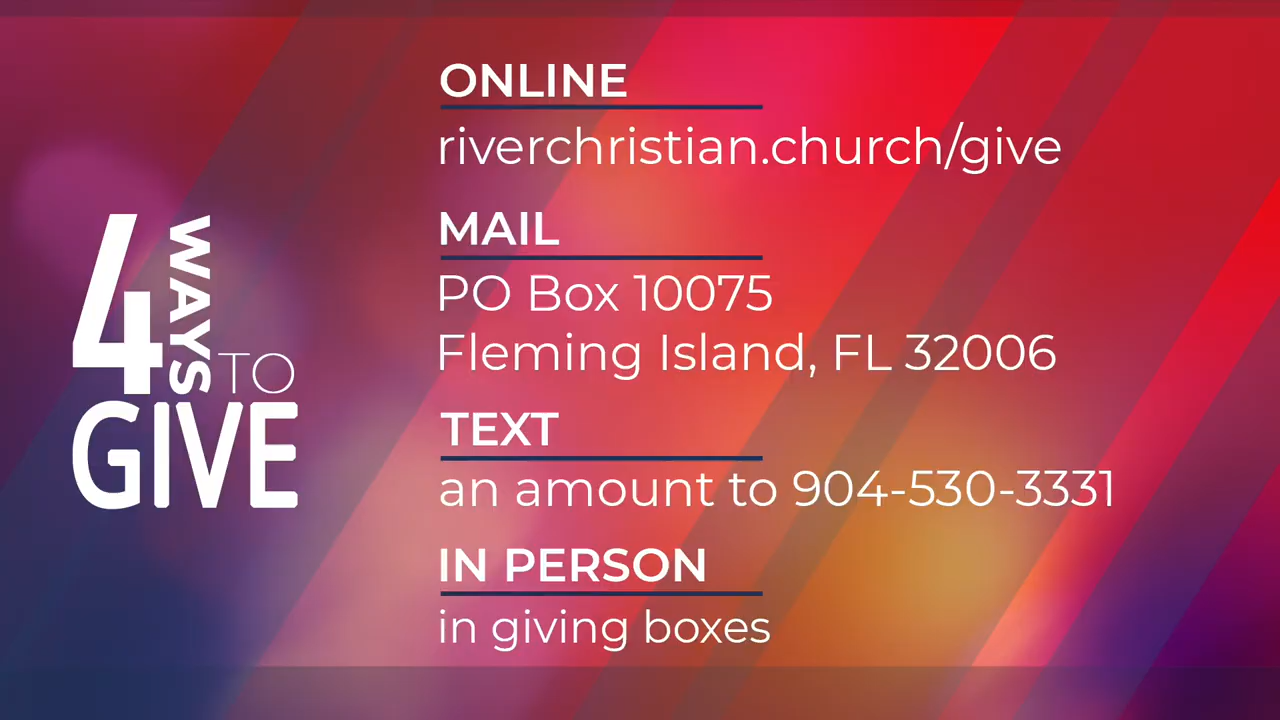 4 WAYS TO
GIVE
ONLINE
riverchristian.church/give
MAIL
PO Box 10075
Fleming Island, FL 32006
TEXT
an amount to 904-530-3331
IN PERSON
in giving boxes